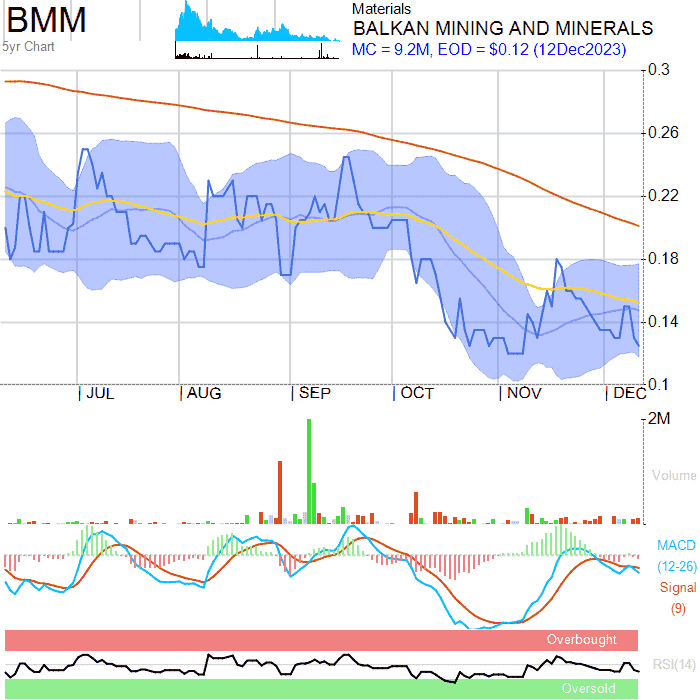 BMM
5yr Chart
Materials
BALKAN MINING AND MINERALS
MC = 9.2M, EOD = $0.12 (12Dec2023)
0.3
0.26
0.22
0.18
0.14
0.1
JUL AUG SEP OCT NOV DEC
2M
Volume
MACD
(12-26)
Signal
(9)
Overbought
RSI(14)
Oversold